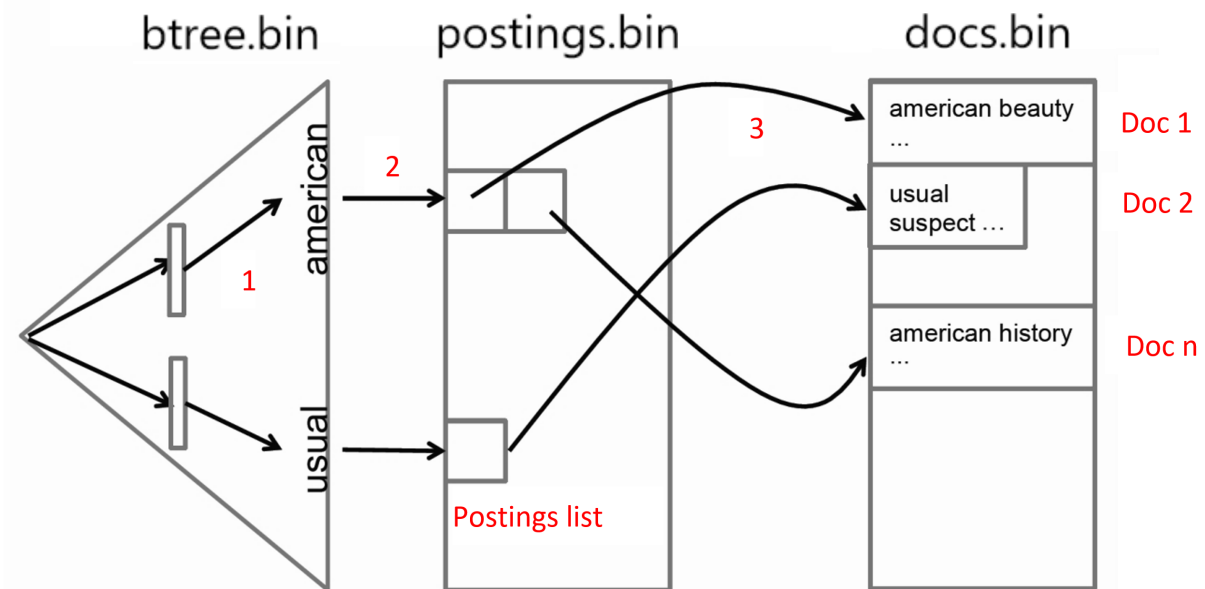 btree.bin
postings.bin
docs.bin
american
usual
1
2
3
Postings list
american beauty
...
Doc 1
usual
suspect ...
Doc 2
american history
...
Doc n